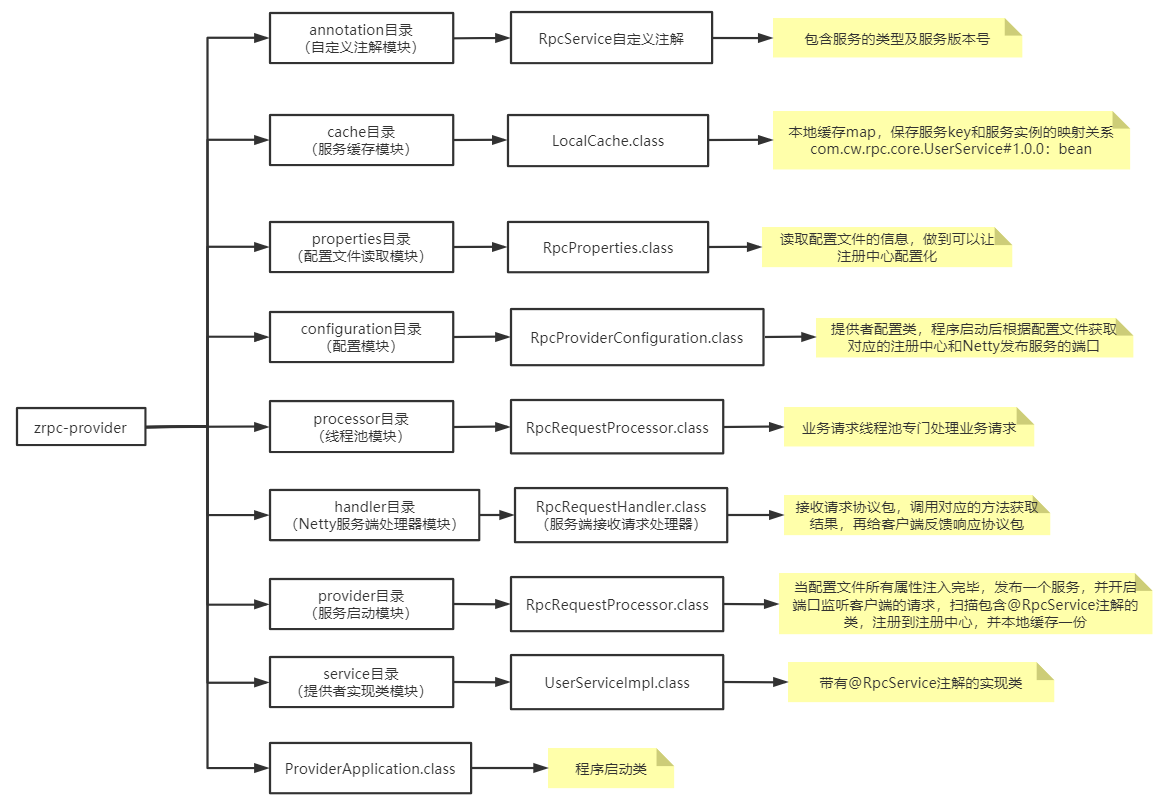 annotation目录
（自定义注解模块）
RpcService自定义注解
包含服务的类型及服务版本号
cache目录
（服务缓存模块）
LocalCache.class
本地缓存map，保存服务key和服务实例的映射关系
com.cw.rpc.core.UserService#1.0.0：bean
properties目录
（配置文件读取模块）
RpcProperties.class
读取配置文件的信息，做到可以让
注册中心配置化
configuration目录
（配置模块）
RpcProviderConfiguration.class
提供者配置类，程序启动后根据配置文件获取
对应的注册中心和Netty发布服务的端口
zrpc-provider
processor目录
（线程池模块）
RpcRequestProcessor.class
业务请求线程池专门处理业务请求
handler目录
（Netty服务端处理器模块）
RpcRequestHandler.class
（服务端接收请求处理器）
接收请求协议包，调用对应的方法获取
结果，再给客户端反馈响应协议包
provider目录
（服务启动模块）
RpcRequestProcessor.class
当配置文件所有属性注入完毕，发布一个服务，并开启
端口监听客户端的请求，扫描包含@RpcService注解的
类，注册到注册中心，并本地缓存一份
service目录
（提供者实现类模块）
UserServiceImpl.class
带有@RpcService注解的实现类
ProviderApplication.class
程序启动类